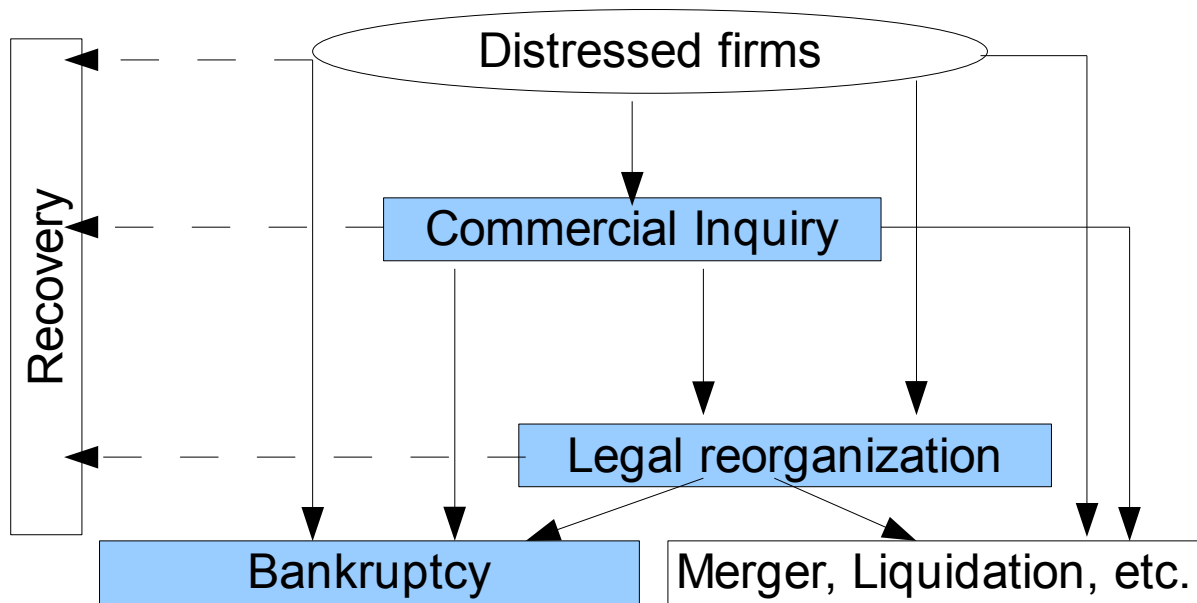 Distressed firms
Recovery
Commercial Inquiry
Legal reorganization
Bankruptcy
Merger, Liquidation, etc.